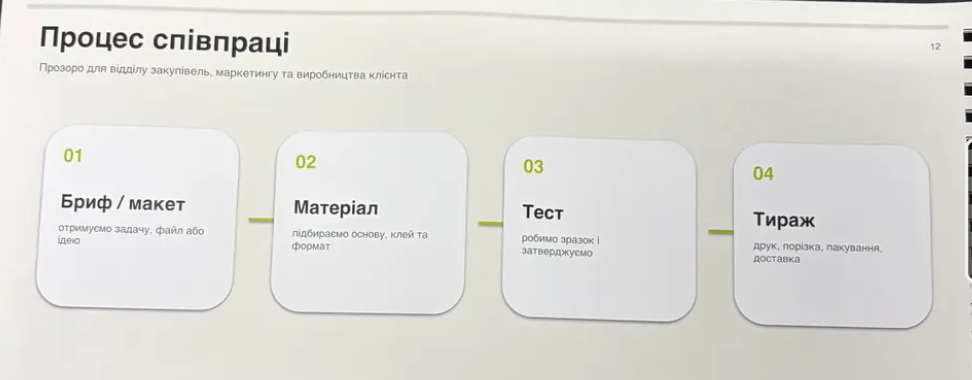 Процес співпраці
12
Прозоро для відділу закупівель, маркетингу та виробництва клієнта
01
Бриф / макет
отримуємо задачу, файл або
ідею
02
Матеріал
підбираємо основу, клей та
формат
03
Тест
робимо зразок і
затверджуємо
04
Тираж
друк, порізка, пакування,
доставка